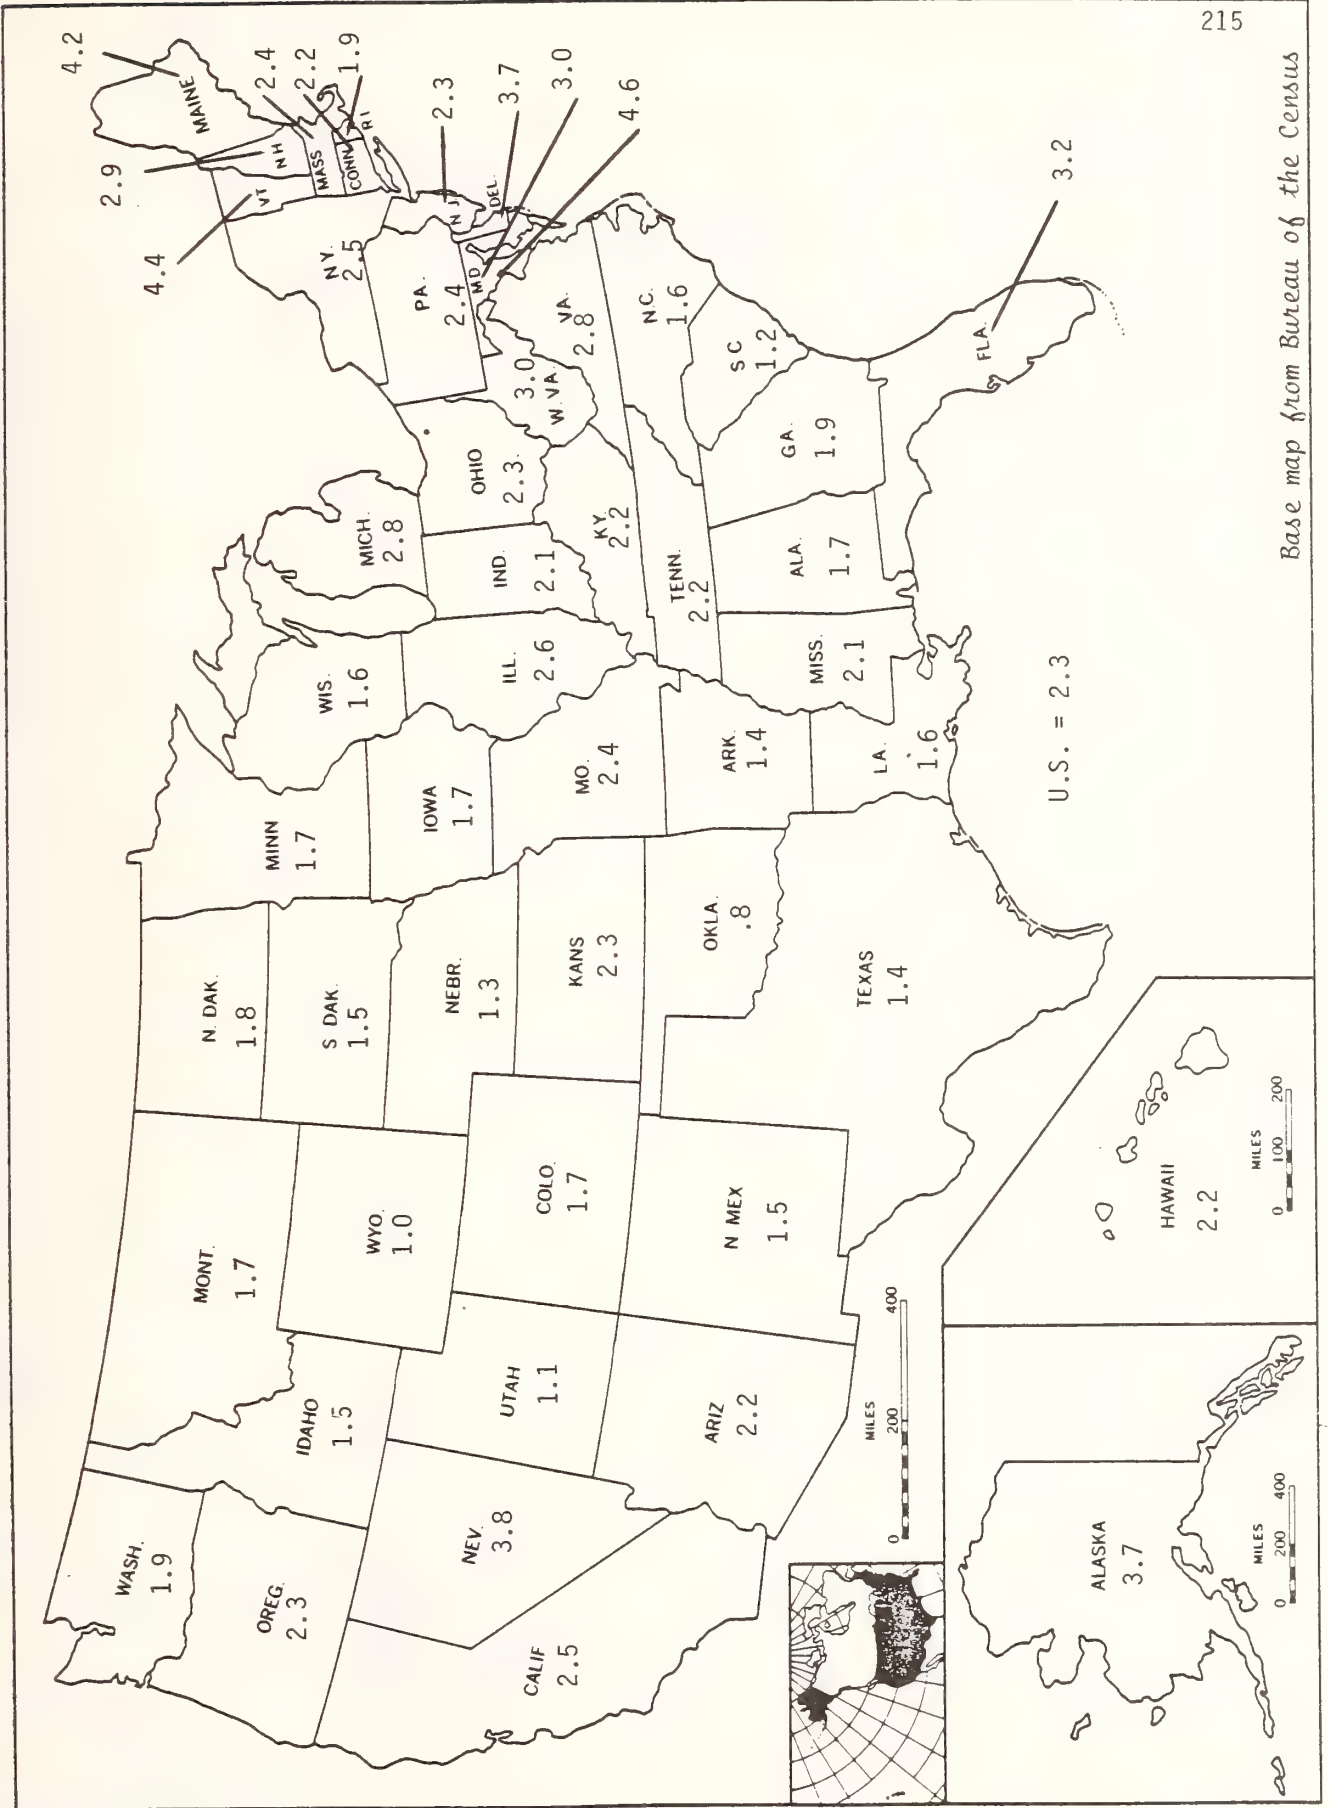 215
WASH.
1.9
OREG.
2.3
CALIF
2.5
NEV.
3.8
IDAHO
1.5
MONT.
1.7
WYO.
1.0
UTAH
1.1
COLO.
1.7
ARIZ
2.2
N MEX
1.5
N. DAK.
1.8
S DAK.
1.5
NEBR.
1.3
KANS
2.3
OKLA.
.8
TEXAS
1.4
MINN
1.7
IOWA
1.7
MO.
2.4
ARK.
1.4
LA.
1.6
WIS.
1.6
ILL.
2.6
MICH.
2.8
IND.
2.1
OHIO
2.3
KY.
2.2
TENN.
2.2
MISS.
2.1
ALA.
1.7
GA.
1.9
FLA.
3.2
S C
1.2
N.C.
1.6
VA.
2.8
3.0
W. VA.
PA.
2.4
N.Y.
2.5
VT
4.4
NH
2.9
MAINE
4.2
MASS
2.4
CONN
2.2
R I
1.9
N J
2.3
DEL.
3.7
MD
3.0
4.6
U.S. = 2.3
MILES
0 200 400
ALASKA
3.7
MILES
0 200 400
HAWAII
2.2
MILES
0 100 200
Base map from Bureau of the Census